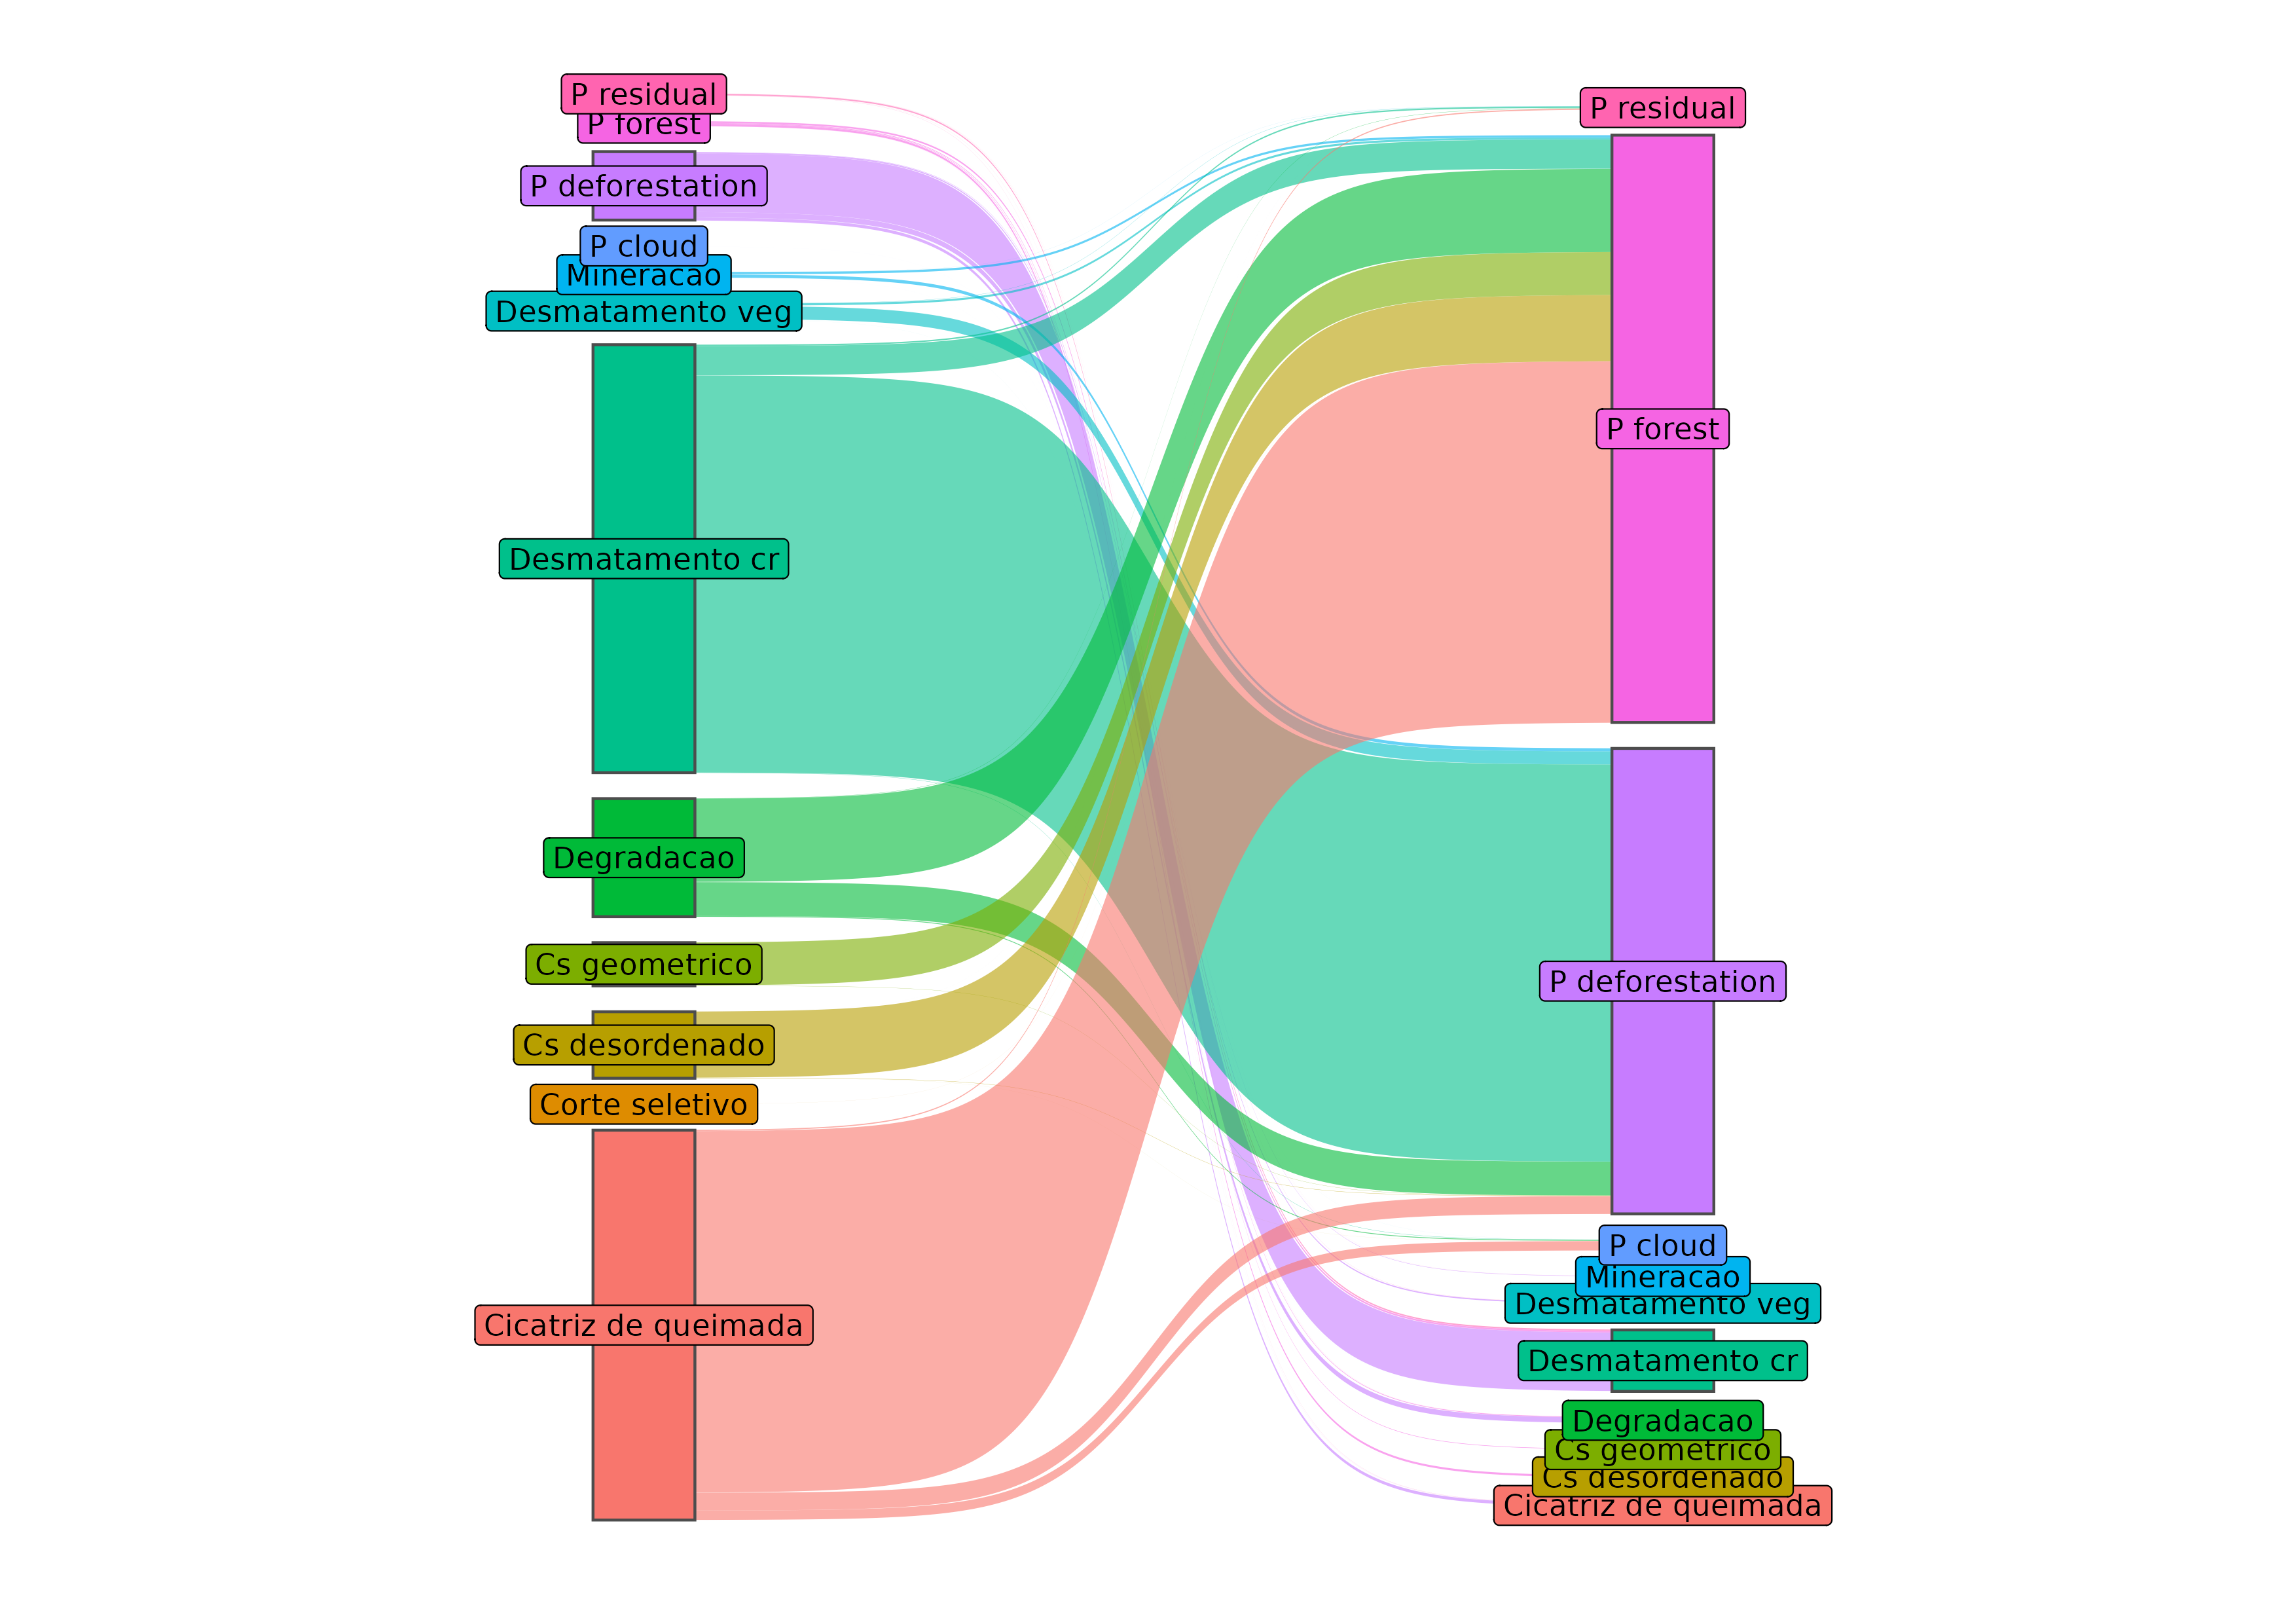 P residual
P forest
P deforestation
P cloud
Mineracao
Desmatamento veg
Desmatamento cr
Degradacao
Cs geometrico
Cs desordenado
Corte seletivo
Cicatriz de queimada
P residual
P forest
P deforestation
P cloud
Mineracao
Desmatamento veg
Desmatamento cr
Degradacao
Cs geometrico
Cs desordenado
Cicatriz de queimada